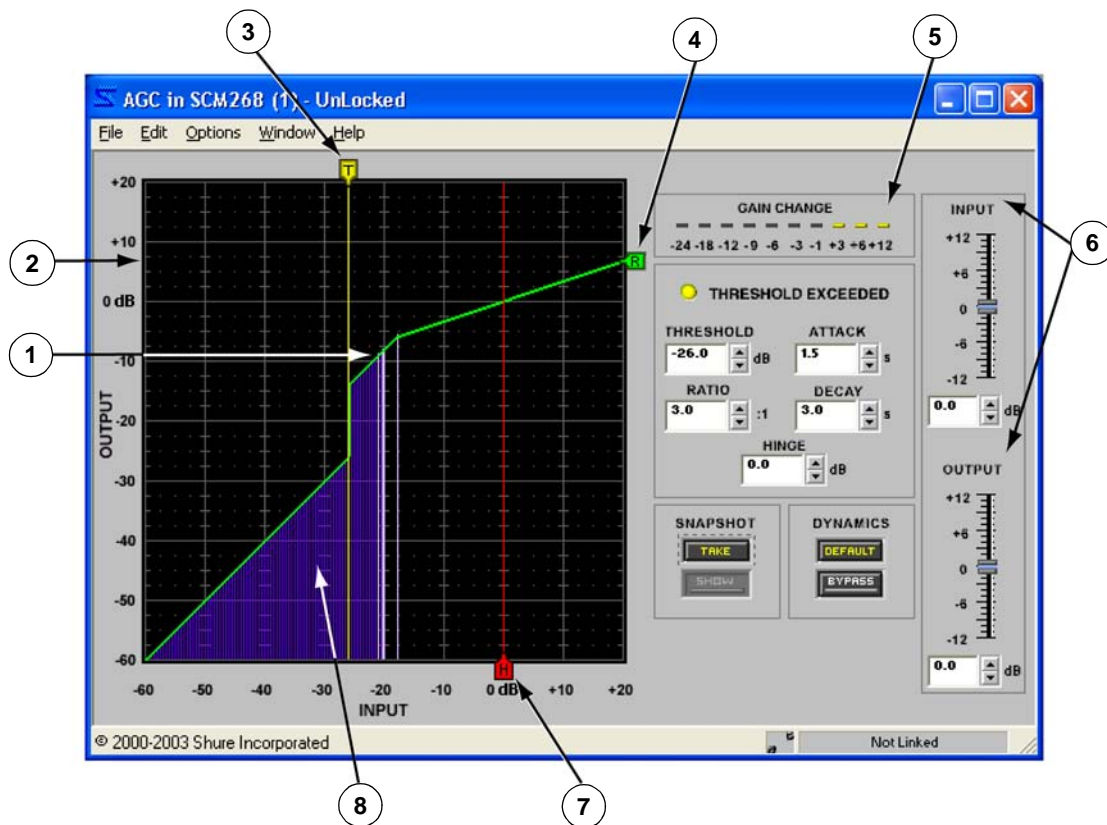 3
4
5
AGC in SCM268 (1) - UnLocked
File Edit Options Window Help
T
+20
+10
0 dB
-10
-20
-30
-40
-50
-60
OUTPUT
2
1
R
H
-60 -50 -40 -30 -20 -10 0 dB +10 +20
INPUT
GAIN CHANGE
-24 -18 -12 -9 -6 -3 -1 +3 +6 +12
THRESHOLD EXCEEDED
THRESHOLD ATTACK
-26.0 dB 1.5 s
RATIO DECAY
3.0 :1 3.0 s
HINGE
0.0 dB
SNAPSHOT DYNAMICS
TAKE DEFAULT
SHOW BYPASS
INPUT
+12
+6
0
-6
-12
0.0 dB
OUTPUT
+12
+6
0
-6
-12
0.0 dB
6
© 2000-2003 Shure Incorporated
Not Linked
8
7